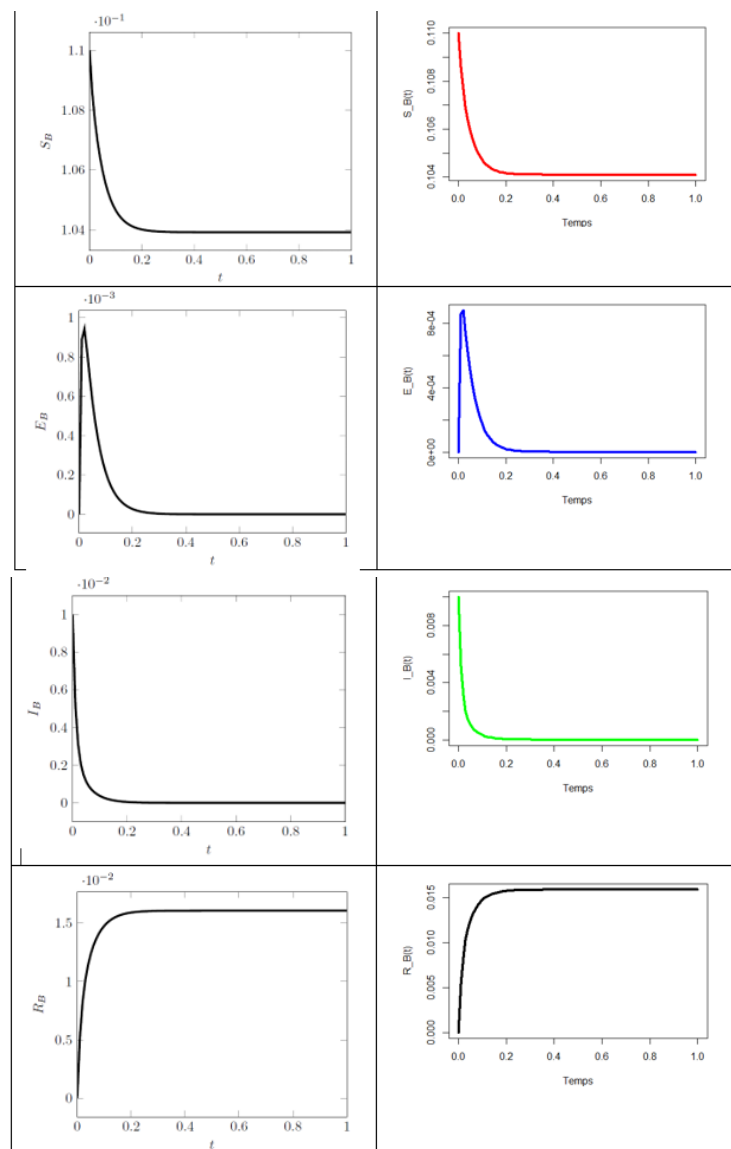 ·10⁻¹
1.1
1.08
1.06
1.04
S_B
0 0.2 0.4 0.6 0.8 1
t
0.110
0.108
0.106
0.104
S_B(t)
0.0 0.2 0.4 0.6 0.8 1.0
Temps
·10⁻³
1
0.8
0.6
0.4
0.2
0
E_B
0 0.2 0.4 0.6 0.8 1
t
8e-04
4e-04
0e+00
E_B(t)
0.0 0.2 0.4 0.6 0.8 1.0
Temps
·10⁻²
1
0.8
0.6
0.4
0.2
0
I_B
0 0.2 0.4 0.6 0.8 1
t
0.008
0.004
0.000
I_B(t)
0.0 0.2 0.4 0.6 0.8 1.0
Temps
·10⁻²
1.5
1
0.5
0
R_B
0 0.2 0.4 0.6 0.8 1
t
0.015
0.010
0.005
0.000
R_B(t)
0.0 0.2 0.4 0.6 0.8 1.0
Temps